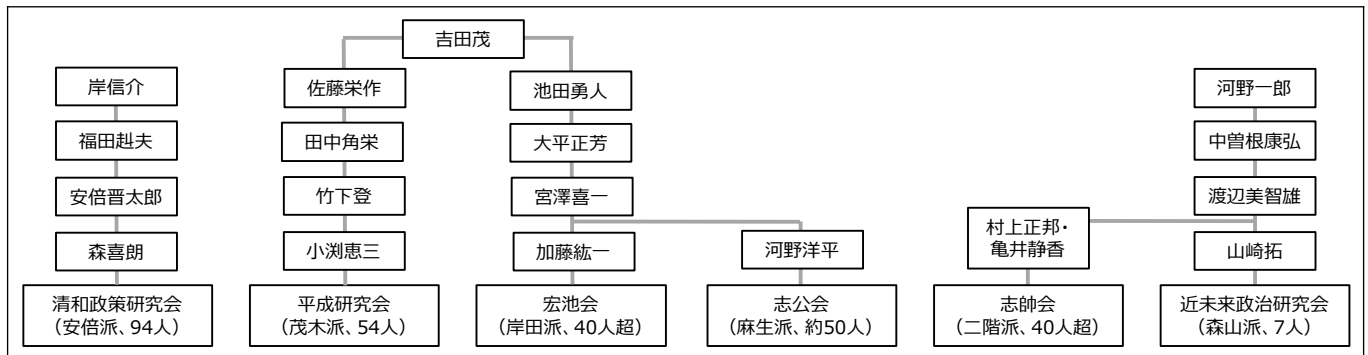 吉田茂
岸信介
佐藤栄作
池田勇人
河野一郎
福田赳夫
田中角栄
大平正芳
中曽根康弘
安倍晋太郎
竹下登
宮澤喜一
渡辺美智雄
森喜朗
小渕恵三
加藤紘一
河野洋平
村上正邦・
亀井静香
山崎拓
清和政策研究会
(安倍派、94人)
平成研究会
(茂木派、54人)
宏池会
(岸田派、40人超)
志公会
(麻生派、約50人)
志帥会
(二階派、40人超)
近未来政治研究会
(森山派、7人)